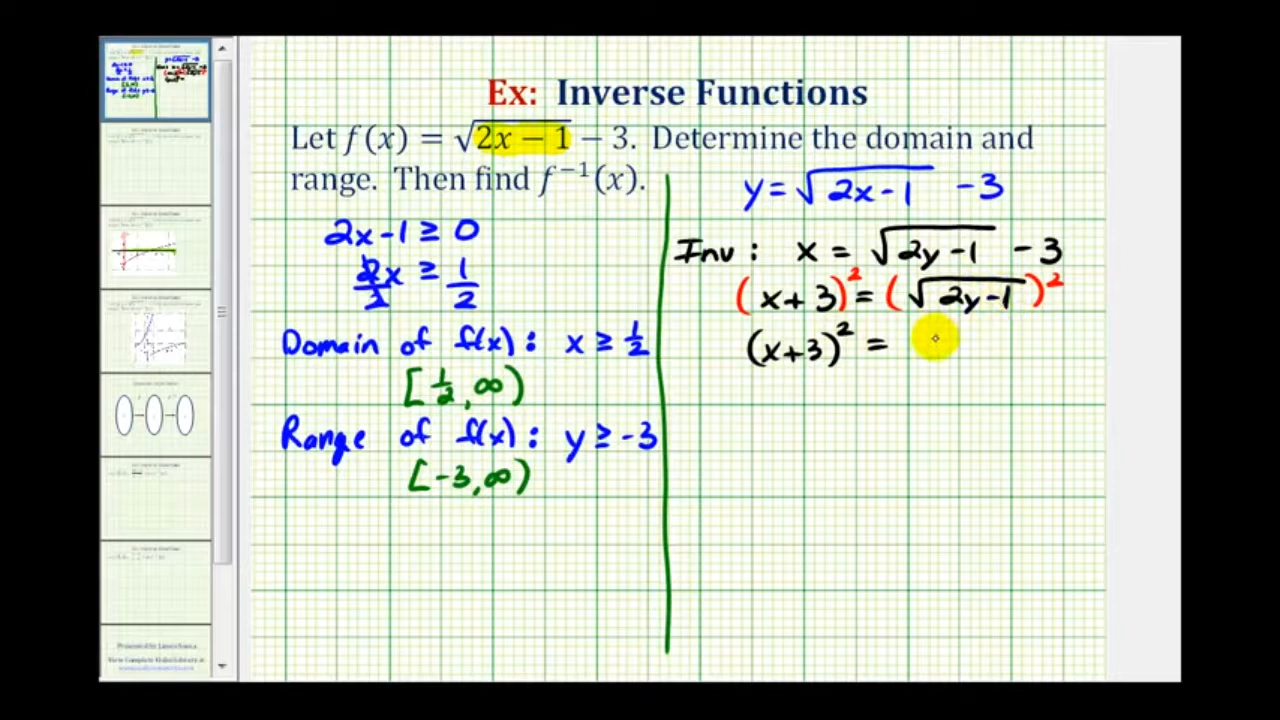 Ex: Inverse Functions
Let f(x) = √(2x − 1) − 3. Determine the domain and
range. Then find f⁻¹(x).
2x-1 ≥ 0
2x/2 ≥ 1/2
Domain of f(x): x ≥ 1/2
[1/2, ∞)
Range of f(x): y ≥ -3
[-3, ∞)
y = √(2x-1) -3
Inv: x = √(2y-1) -3
(x+3)² = (√(2y-1))²
(x+3)² =